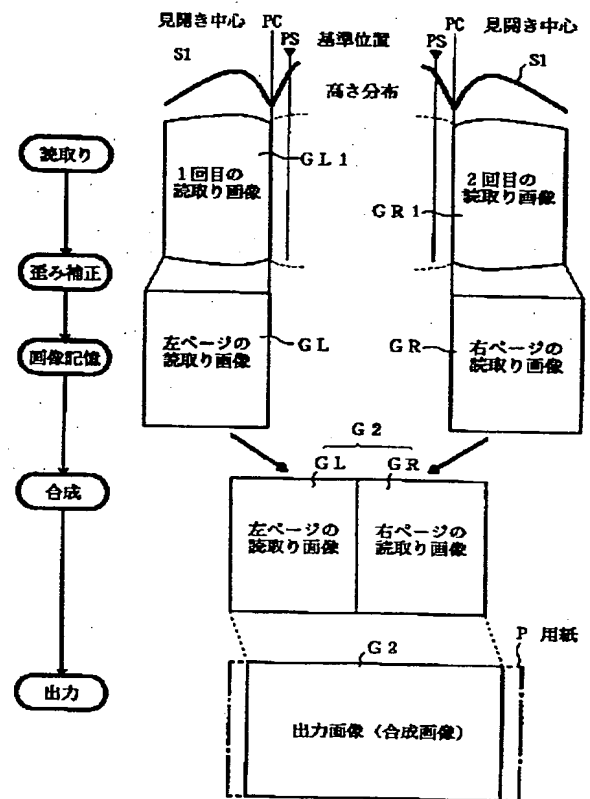 見開き中心 PC
PS
基準位置
PS
PC 見開き中心
S1
S1
高さ分布
読取り
1回目の
読取り画像
GL1
2回目の
読取り画像
GR1
歪み補正
画像記憶
左ページの
読取り画像
GL
GR
右ページの
読取り画像
G2
GL GR
合成
左ページの
読取り画像
右ページの
読取り画像
P 用紙
G2
出力
出力画像(合成画像)